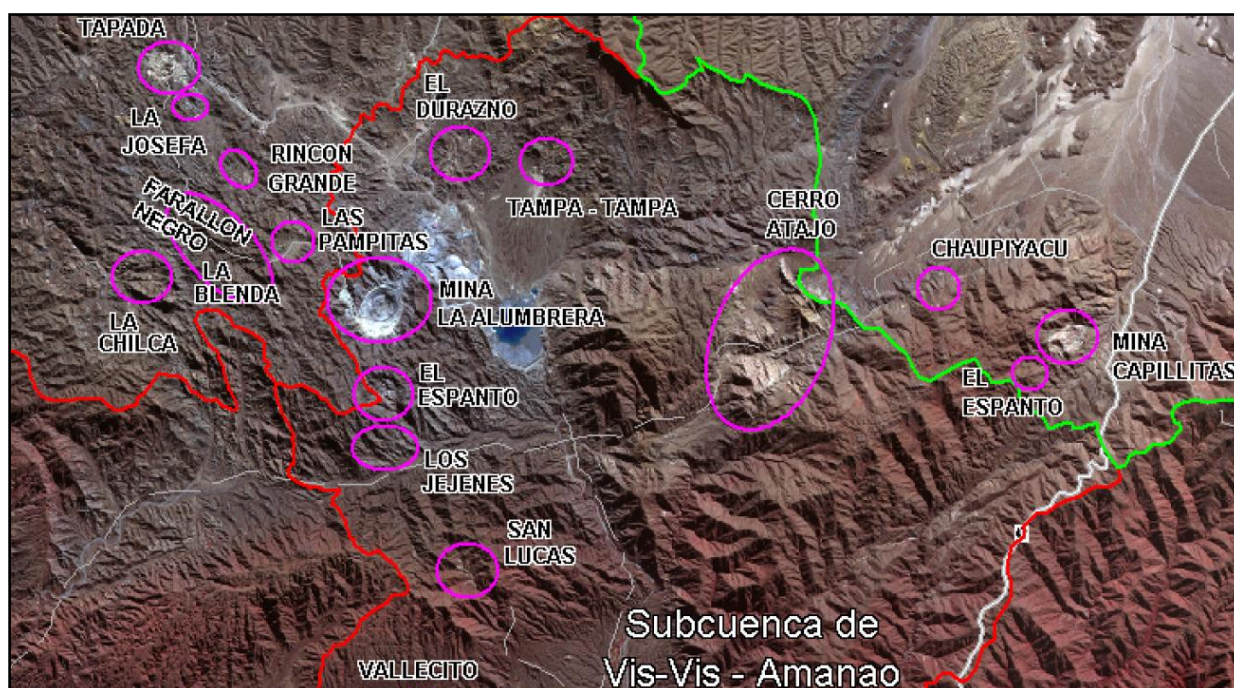 TAPADA
LA
JOSEFA
RINCON
GRANDE
FARALLON
NEGRO
LAS
PAMPITAS
LA
BLENDA
LA
CHILCA
EL
DURAZNO
TAMPA - TAMPA
MINA
LA ALUMBRERA
EL
ESPANTO
LOS
JEJENES
SAN
LUCAS
VALLECITO
CERRO
ATAJO
CHAUPIYACU
MINA
CAPILLITAS
EL
ESPANTO
Subcuenca de
Vis-Vis - Amanao